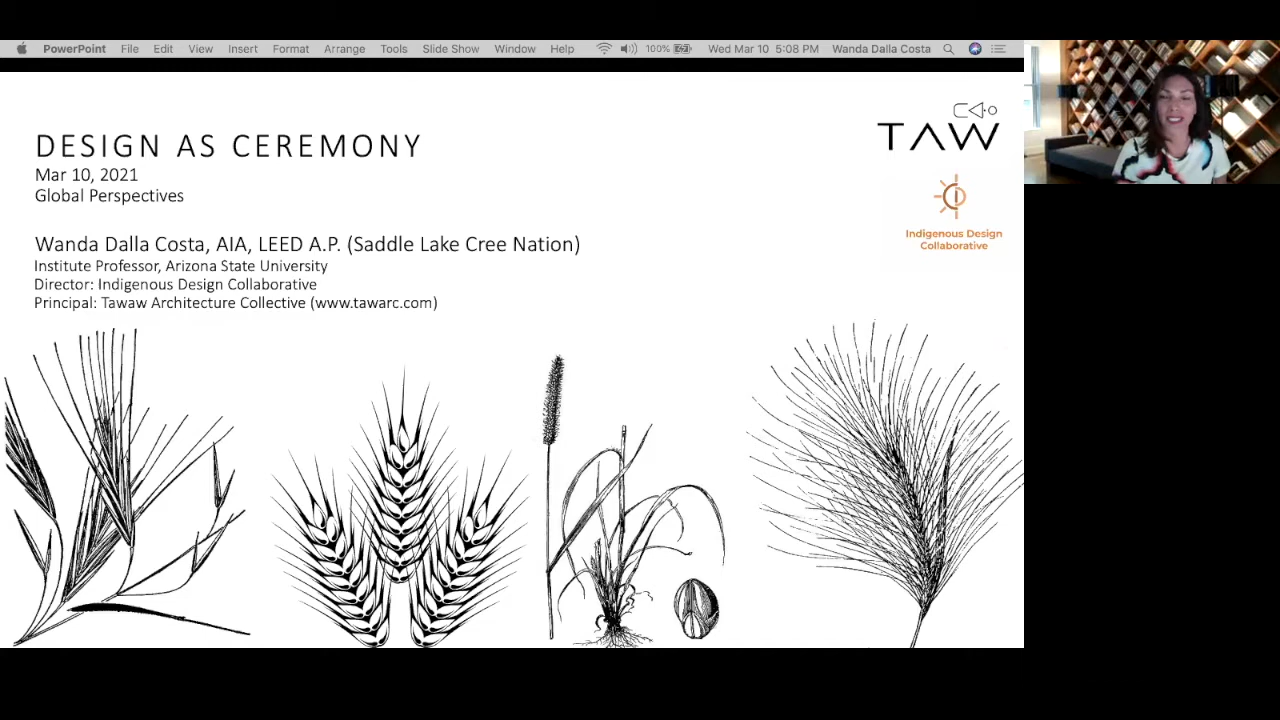 PowerPoint File Edit View Insert Format Arrange Tools Slide Show Window Help 100% Wed Mar 10 5:08 PM Wanda Dalla Costa
DESIGN AS CEREMONY
Mar 10, 2021
Global Perspectives
Wanda Dalla Costa, AIA, LEED A.P. (Saddle Lake Cree Nation)
Institute Professor, Arizona State University
Director: Indigenous Design Collaborative
Principal: Tawaw Architecture Collective (www.tawarc.com)
ᑕᐊᐧᐤ
TAW
Indigenous Design
Collaborative